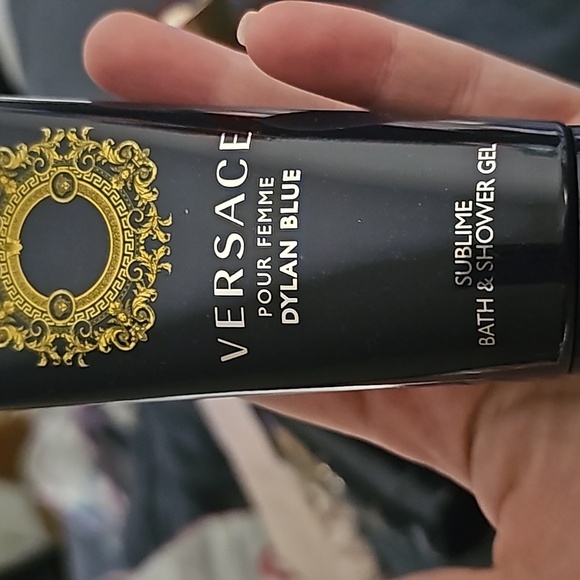 VERSACE
POUR FEMME
DYLAN BLUE
SUBLIME
BATH & SHOWER GEL